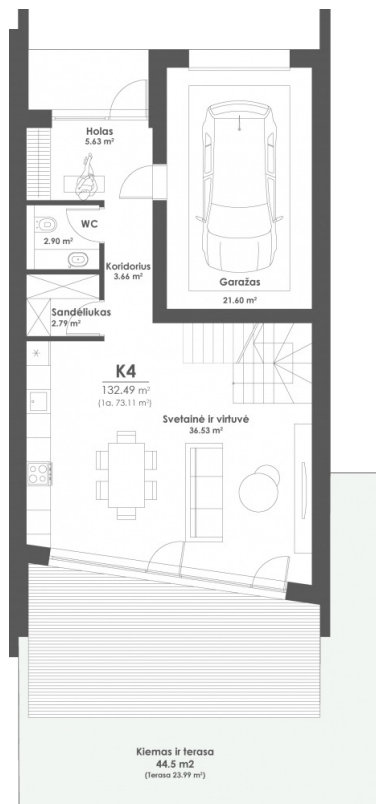 Holas
5.63 m²
WC
2.90 m²
Koridorius
3.66 m²
Garažas
21.60 m²
Sandėliukas
2.79 m²
K4
132.49 m²
(1a. 73.11 m²)
Svetainė ir virtuvė
36.53 m²
Kiemas ir terasa
44.5 m2
(Terasa 23.99 m²)